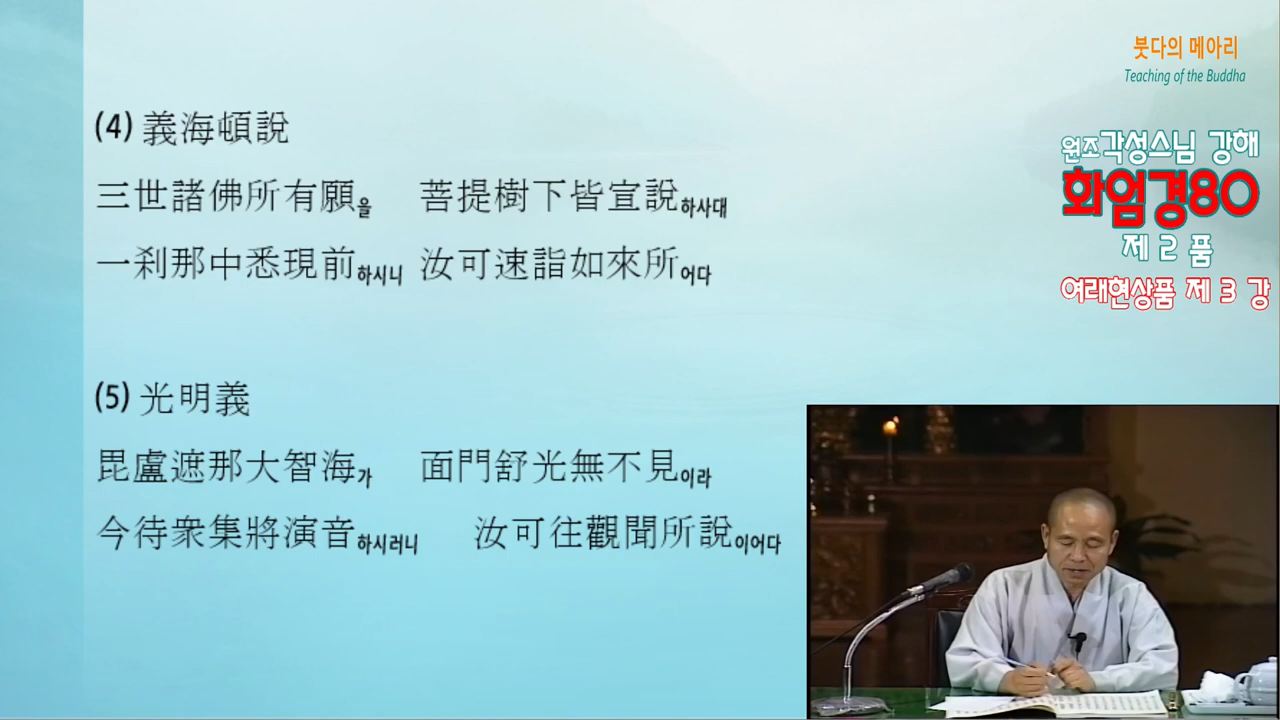 붓다의 메아리
Teaching of the Buddha
원조각성스님 강해
화엄경80
제 2 품
여래현상품 제 3 강
(4) 義海頓說
三世諸佛所有願을 菩提樹下皆宣說하사대
一刹那中悉現前하시니 汝可速詣如來所어다
(5) 光明義
毘盧遮那大智海가 面門舒光無不見이라
今待衆集將演音하시러니 汝可往觀聞所說이어다